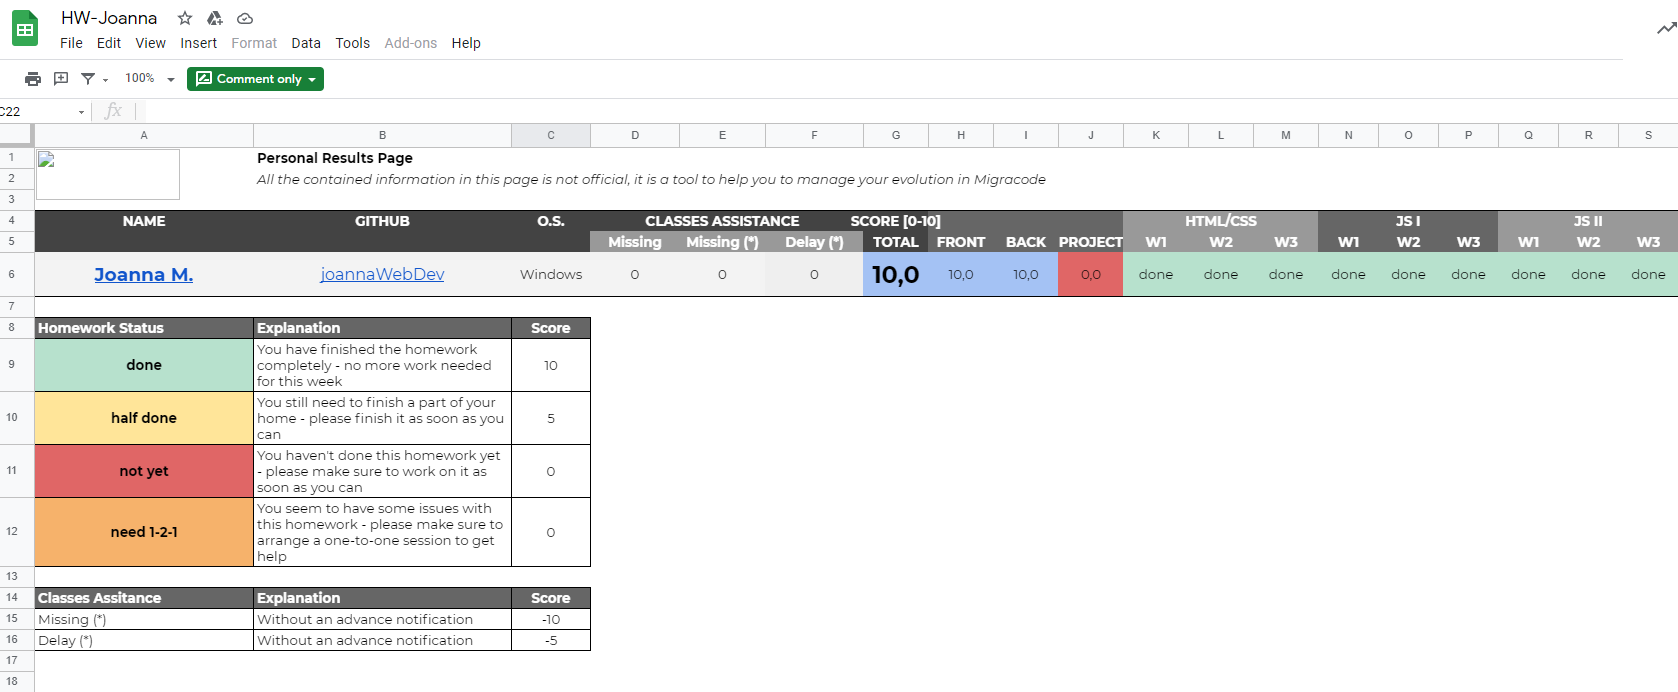 HW-Joanna
File Edit View Insert Format Data Tools Add-ons Help
100% Comment only
C22 fx
A B C D E F G H I J K L M N O P Q R S
1 Personal Results Page
2 All the contained information in this page is not official, it is a tool to help you to manage your evolution in Migracode
3
4 NAME GITHUB O.S. CLASSES ASSISTANCE SCORE [0-10] HTML/CSS JS I JS II
5 Missing Missing (*) Delay (*) TOTAL FRONT BACK PROJECT W1 W2 W3 W1 W2 W3 W1 W2 W3
6 Joanna M. joannaWebDev Windows 0 0 0 10,0 10,0 10,0 0,0 done done done done done done done done done
7
8 Homework Status Explanation Score
You have finished the homework
9 done completely - no more work needed 10
for this week
You still need to finish a part of your
10 half done home - please finish it as soon as you 5
can
You haven't done this homework yet
11 not yet - please make sure to work on it as 0
soon as you can
You seem to have some issues with
this homework - please make sure to
12 need 1-2-1 arrange a one-to-one session to get 0
help
13
14 Classes Assitance Explanation Score
15 Missing (*) Without an advance notification -10
16 Delay (*) Without an advance notification -5
17
18